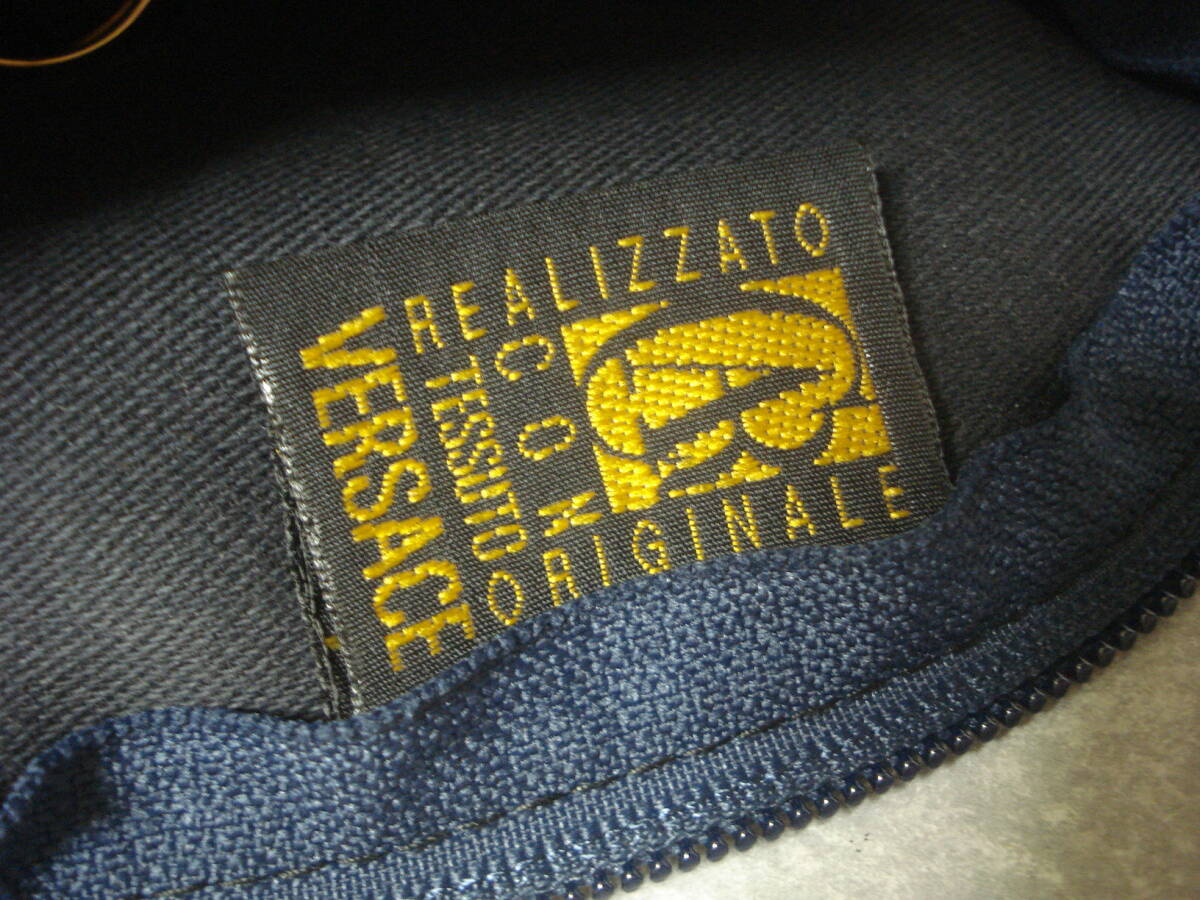 REALIZZATO
CON
TESSUTO
ORIGINALE
VERSACE